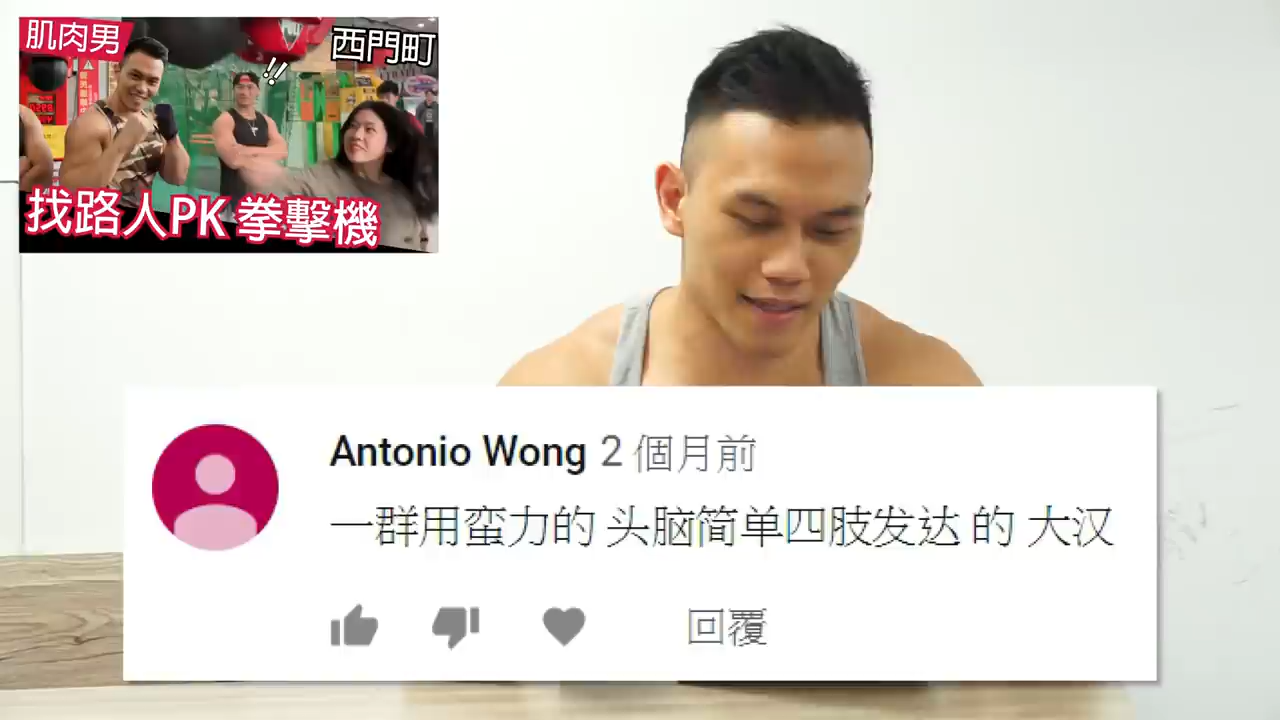 肌肉男
西門町
找路人PK 拳擊機
Antonio Wong 2 個月前
一群用蛮力的 头脑简单四肢发达 的 大汉
回覆